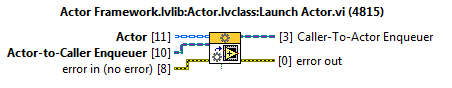 Actor Framework.lvlib:Actor.lvclass:Launch Actor.vi (4815)
Actor [11]
[3] Caller-To-Actor Enqueuer
Actor-to-Caller Enqueuer [10]
error in (no error) [8]
[0] error out